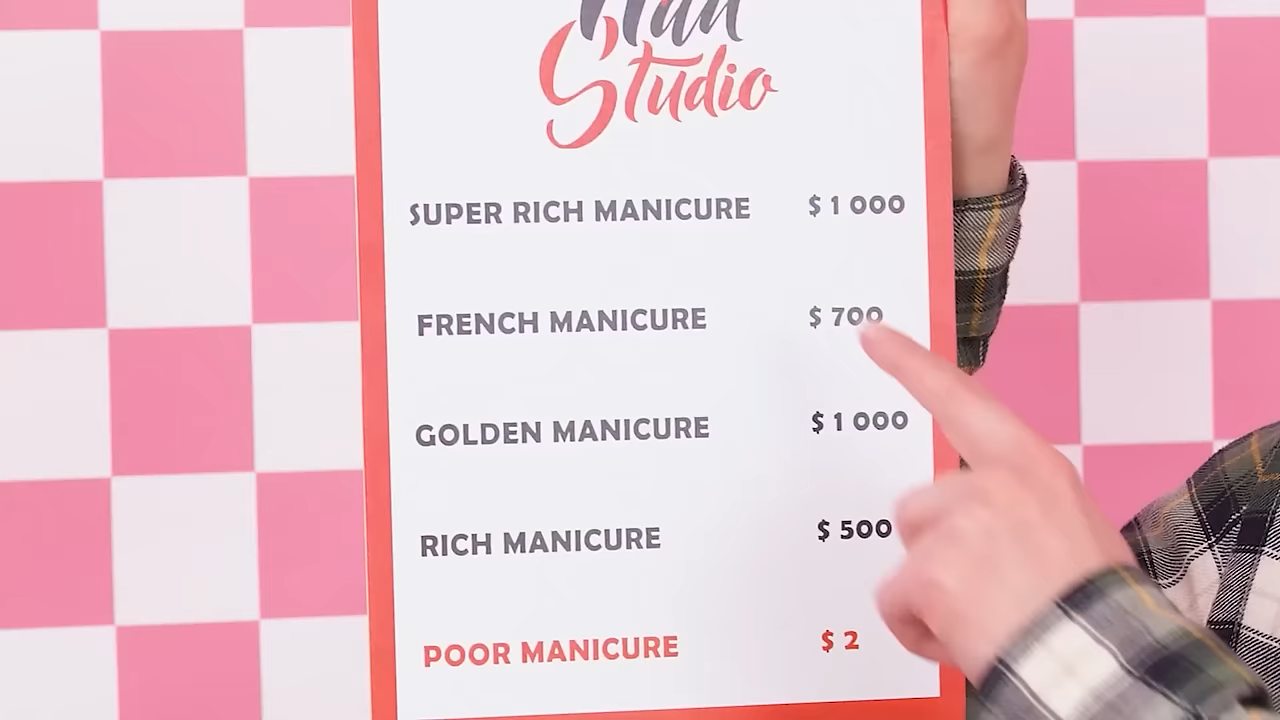 Studio
SUPER RICH MANICURE $ 1 000
FRENCH MANICURE $ 700
GOLDEN MANICURE $ 1 000
RICH MANICURE $ 500
POOR MANICURE $ 2